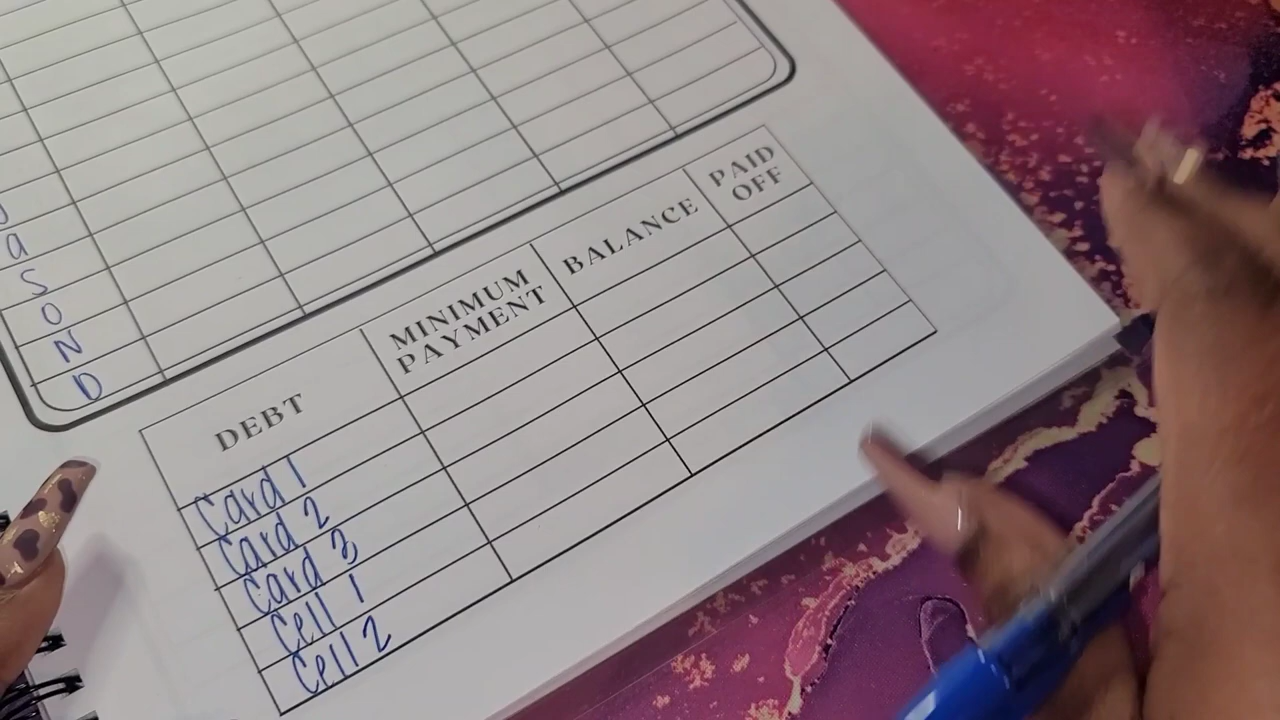 a
S
O
N
D
DEBT
MINIMUM
PAYMENT
BALANCE
PAID
OFF
Card 1
Card 2
Card 3
Cell 1
Cell 2